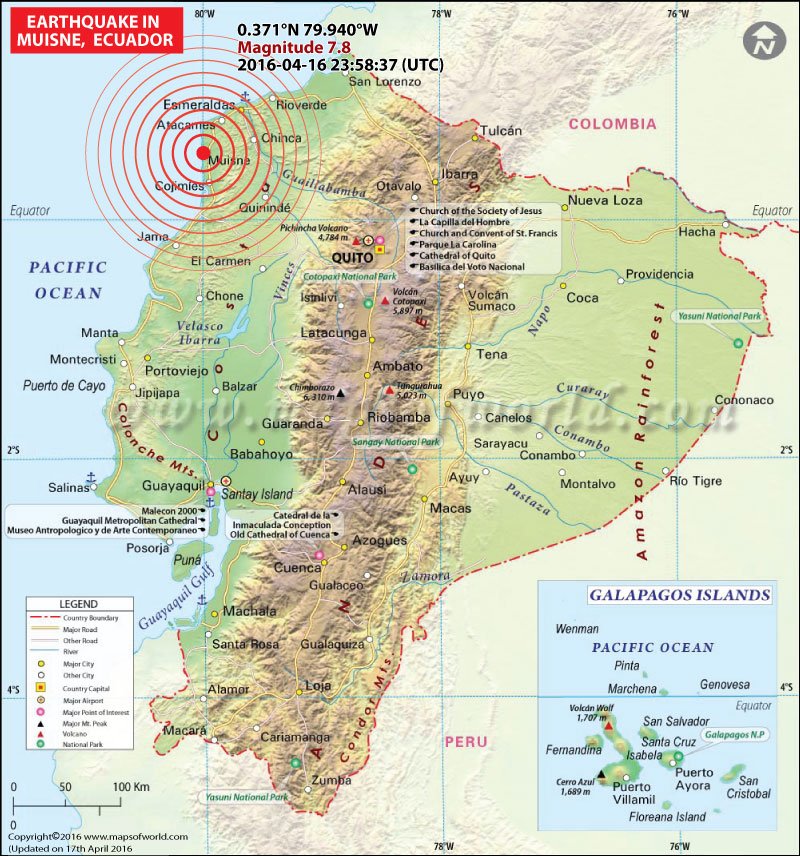 EARTHQUAKE IN
MUISNE, ECUADOR
0.371°N 79.940°W
Magnitude 7.8
2016-04-16 23:58:37 (UTC)
80°W
78°W
76°W
N
San Lorenzo
Esmeraldas
Rioverde
Atacames
Chinca
Muisne
Cojimies
Tulcán
COLOMBIA
Ibarra
Guaillabamba
Otavalo
Quinindé
Nueva Loza
Equator
Equator
Church of the Society of Jesus
La Capilla del Hombre
Church and Convent of St. Francis
Parque La Carolina
Cathedral of Quito
Basilica del Voto Nacional
Hacha
Pichincha Volcano
4,784 m
Jama
QUITO
PACIFIC
OCEAN
El Carmen
Vinces
Cotopaxi National Park
Providencia
Chone
Isinlivi
Volcán
Cotopaxi
5,897 m
Volcán
Sumaco
Coca
Napo
Yasuni National Park
Velasco
Ibarra
Manta
Latacunga
Montecristi
Portoviejo
Tena
Puerto de Cayo
Jipijapa
Balzar
Ambato
Chimborazo
6,310 m
Tungurahua
5,023 m
Puyo
Curaray
Cononaco
www.mapsofworld.com
Colonche Mts.
Costa
ANDES
Amazon Rainforest
Guaranda
Riobamba
Canelos
Sangay National Park
Sarayacu
Conambo
Babahoyo
Conambo
2°S
2°S
Salinas
Guayaquil
Santay Island
Alausi
Ayuy
Montalvo
Río Tigre
Pastaza
Macas
Malecon 2000
Guayaquil Metropolitan Cathedral
Museo Antropologico y de Arte Contemporaneo
Catedral de la
Inmaculada Conception
Old Cathedral of Cuenca
Posorja
Puná
Azogues
Cuenca
Gualaceo
Zamora
Guayaquil Gulf
Machala
Santa Rosa
Gualaquiza
Condor Mts.
4°S
4°S
Alamor
Loja
Macará
Cariamanga
PERU
Zumba
Yasuni National Park
LEGEND
Country Boundary
Major Road
Other Road
River
Major City
Other City
Country Capital
Major Airport
Major Point of Interest
Major Mt. Peak
Volcano
National Park
0 50 100 Km
0
GALAPAGOS ISLANDS
Wenman
PACIFIC OCEAN
Pinta
Marchena
Genovesa
Equator
Volcán Wolf
1,707 m
San Salvador
Santa Cruz
Galapagos N.P
Fernandina
Isabela
Cerro Azul
1,689 m
Puerto
Villamil
Puerto
Ayora
San
Cristobal
Floreana Island
78°W
76°W
Copyright©2016 www.mapsofworld.com
(Updated on 17th April 2016